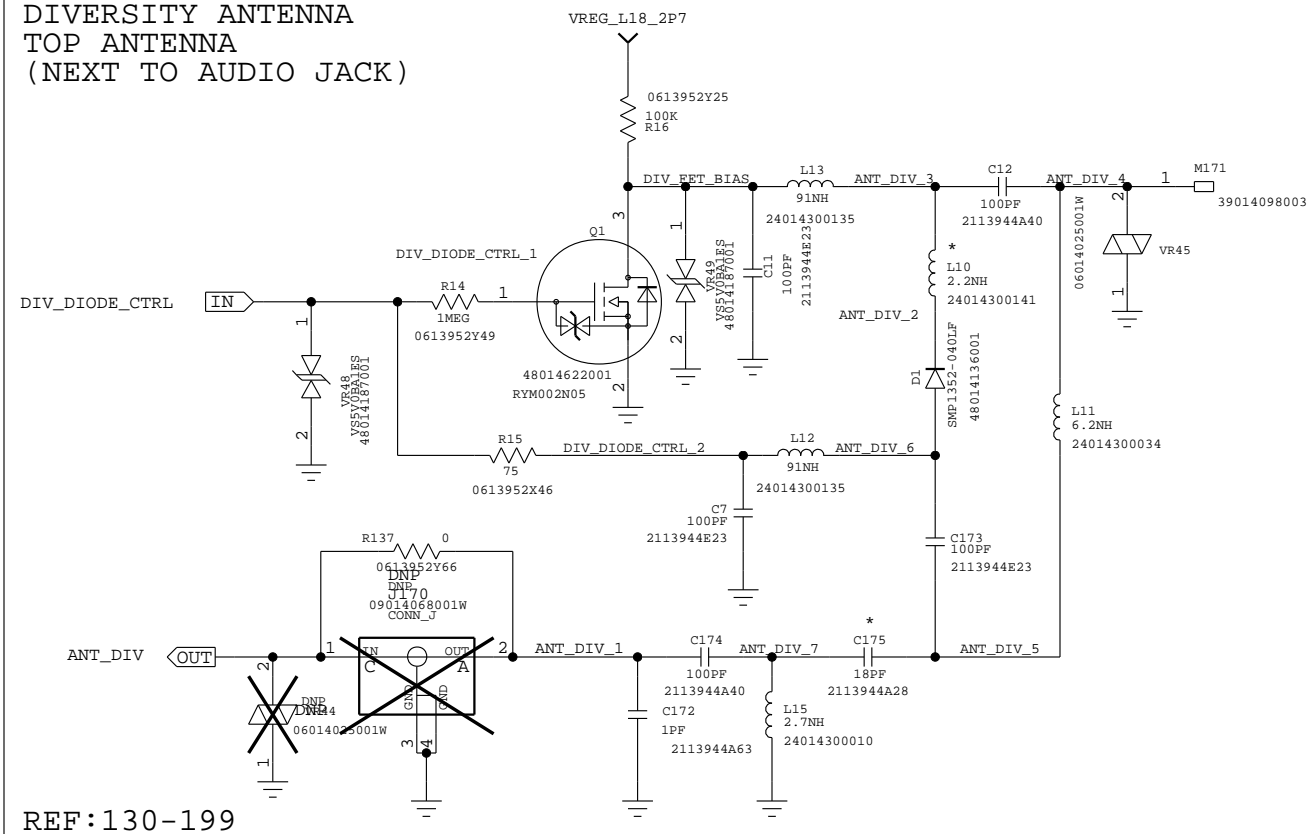 DIVERSITY ANTENNA
TOP ANTENNA
(NEXT TO AUDIO JACK)
VREG_L18_2P7
0613952Y25
100K
R16
DIV_FET_BIAS
L13
91NH
24014300135
ANT_DIV_3
C12
100PF
2113944A40
ANT_DIV_4
1
M171
39014098003
06014025001W
2
VR45
1
3
Q1
1
VR49
VS5V0BA1ES
48014187001
2
C11
100PF
2113944E23
*
L10
2.2NH
24014300141
DIV_DIODE_CTRL_1
DIV_DIODE_CTRL
IN
R14
1MEG
0613952Y49
1
48014622001
RYM002N05
2
ANT_DIV_2
D1
SMP1352-040LF
48014136001
1
VR48
VS5V0BA1ES
48014187001
2
L11
6.2NH
24014300034
R15
75
0613952X46
DIV_DIODE_CTRL_2
L12
91NH
24014300135
ANT_DIV_6
C7
100PF
2113944E23
C173
100PF
2113944E23
R137
0
0613952Y66
DNP
DNP
J170
09014068001W
CONN_J
ANT_DIV
OUT
1
IN
C
OUT
A
2
GND
GND
3
4
ANT_DIV_1
C174
100PF
2113944A40
ANT_DIV_7
*
C175
18PF
2113944A28
ANT_DIV_5
2
DNP
DNP
VR44
06014025001W
1
C172
1PF
2113944A63
L15
2.7NH
24014300010
REF:130-199